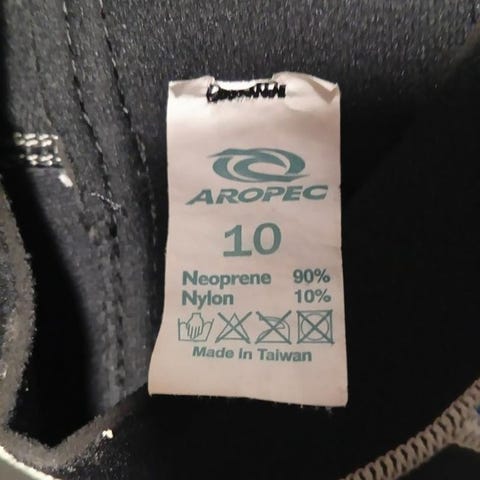 AROPEC
10
Neoprene 90%
Nylon 10%
Made in Taiwan